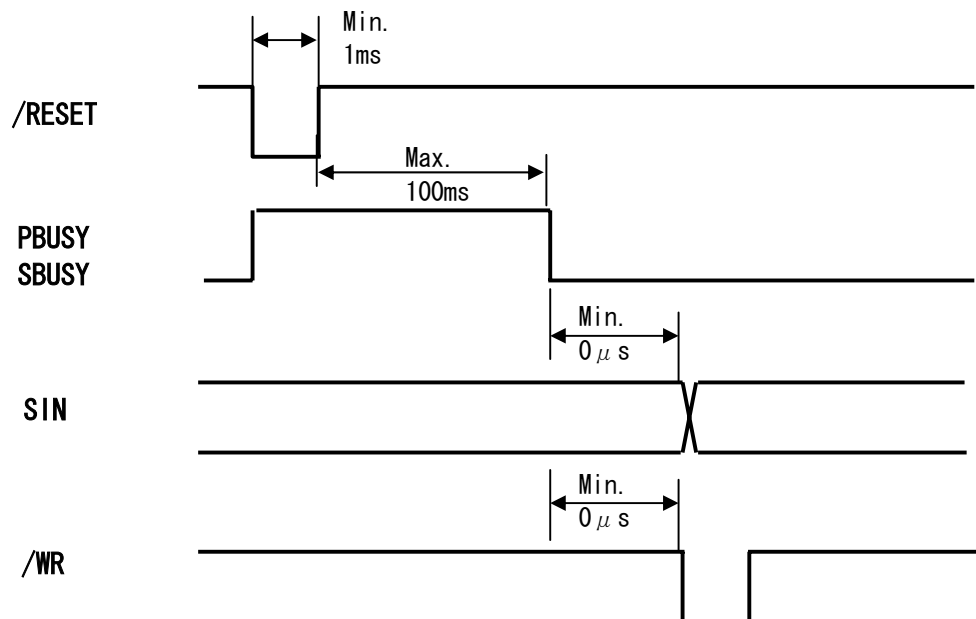 Min.
1ms
/RESET
Max.
100ms
PBUSY
SBUSY
Min.
0μs
SIN
Min.
0μs
/WR